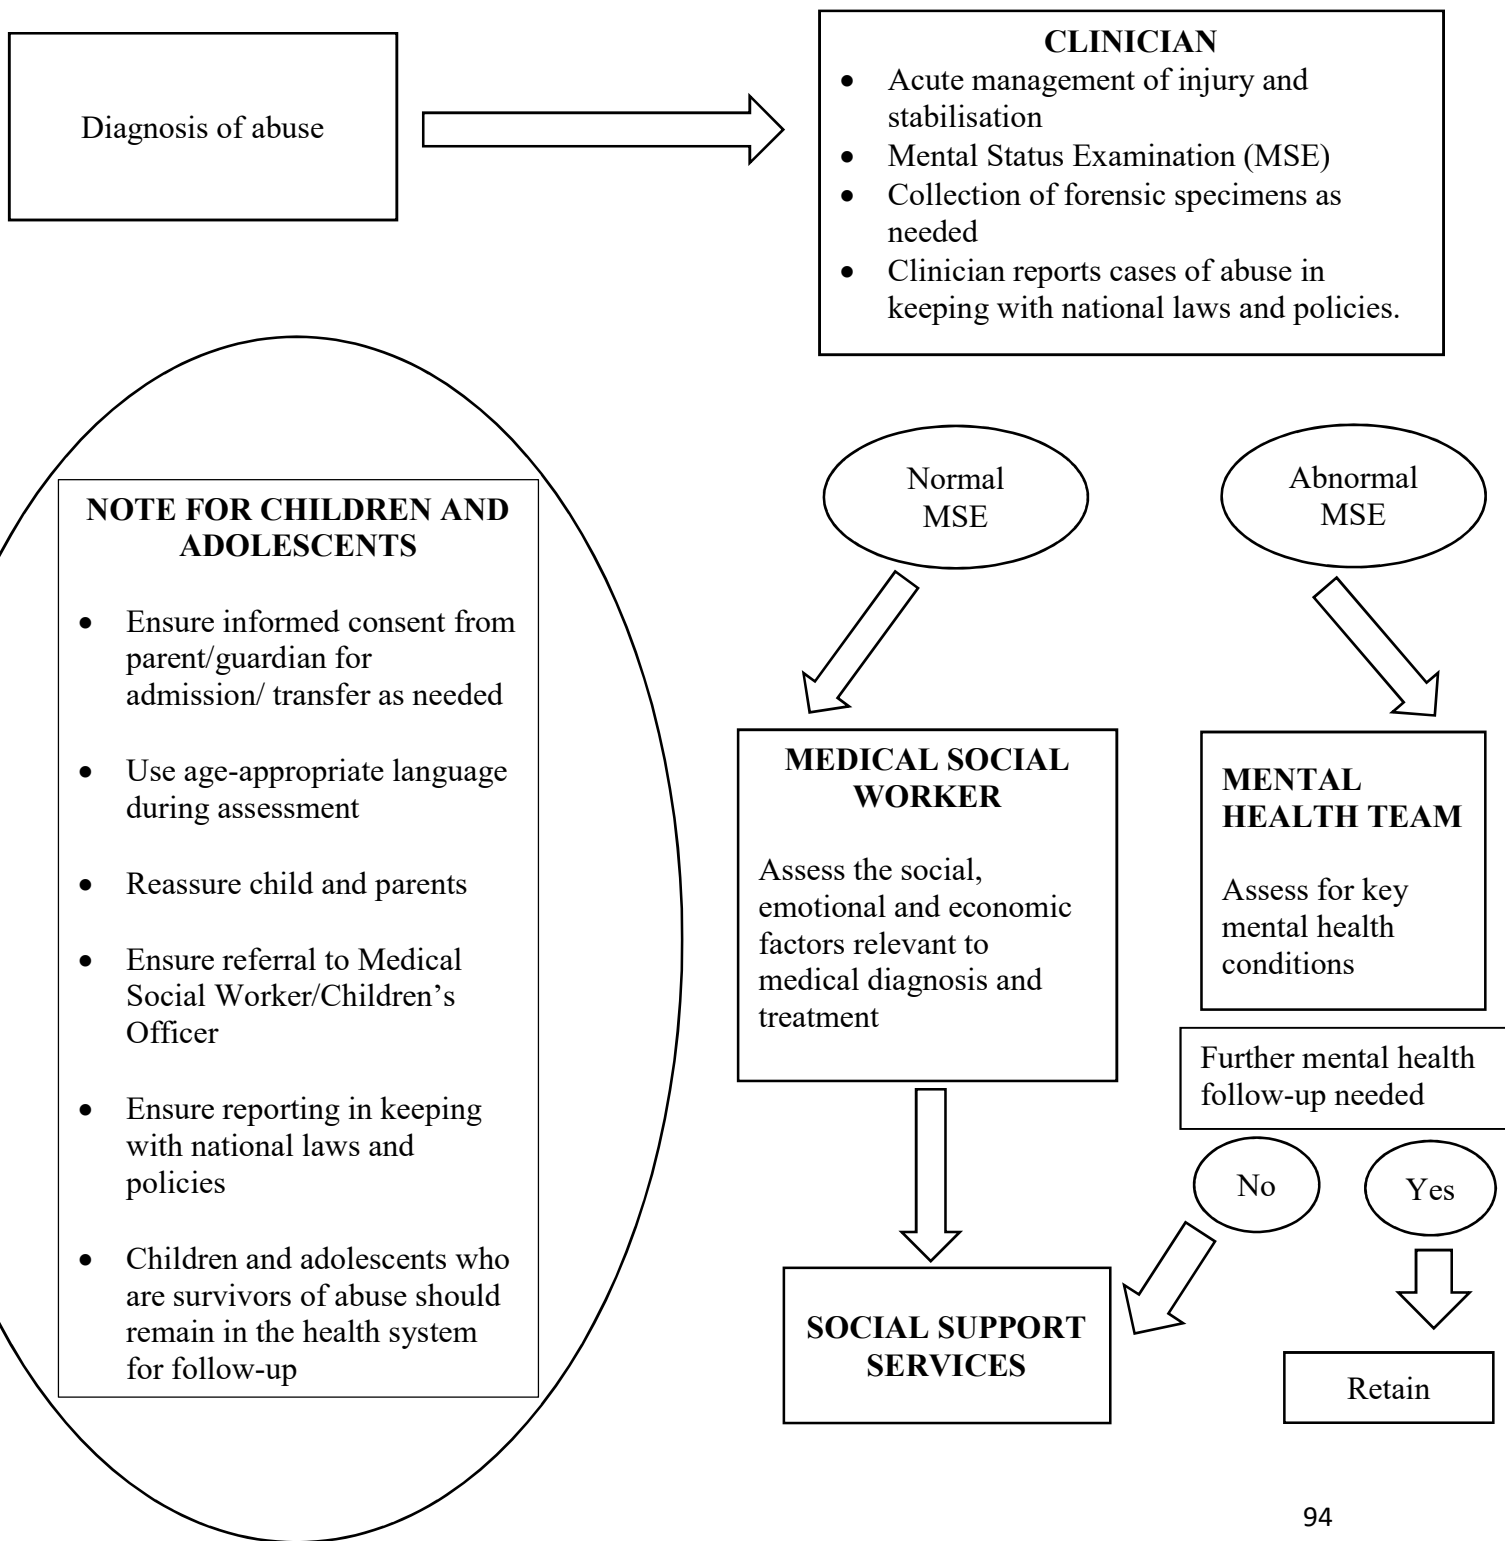 Diagnosis of abuse
CLINICIAN
• Acute management of injury and
stabilisation
• Mental Status Examination (MSE)
• Collection of forensic specimens as
needed
• Clinician reports cases of abuse in
keeping with national laws and policies.
NOTE FOR CHILDREN AND
ADOLESCENTS
• Ensure informed consent from
parent/guardian for
admission/ transfer as needed
• Use age-appropriate language
during assessment
• Reassure child and parents
• Ensure referral to Medical
Social Worker/Children’s
Officer
• Ensure reporting in keeping
with national laws and
policies
• Children and adolescents who
are survivors of abuse should
remain in the health system
for follow-up
Normal
MSE
Abnormal
MSE
MEDICAL SOCIAL
WORKER
Assess the social,
emotional and economic
factors relevant to
medical diagnosis and
treatment
MENTAL
HEALTH TEAM
Assess for key
mental health
conditions
Further mental health
follow-up needed
No
Yes
SOCIAL SUPPORT
SERVICES
Retain
94